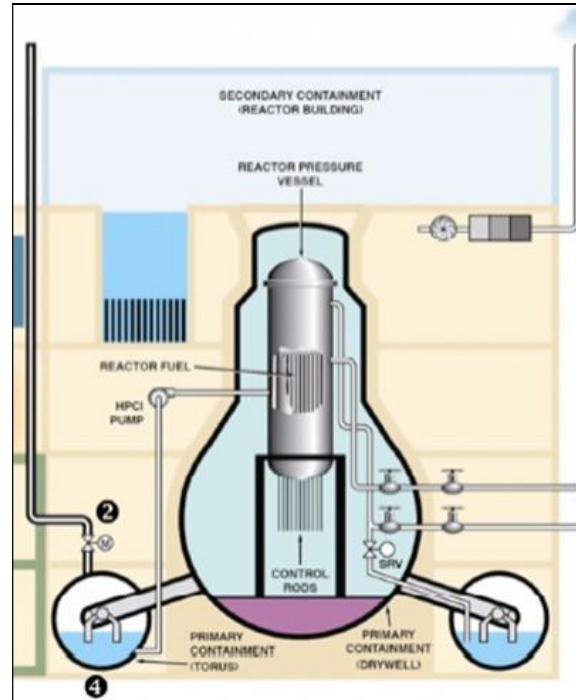 SECONDARY CONTAINMENT
(REACTOR BUILDING)
REACTOR PRESSURE
VESSEL
REACTOR FUEL
HPCI
PUMP
2
M
SRV
CONTROL
RODS
PRIMARY
CONTAINMENT
(TORUS)
PRIMARY
CONTAINMENT
(DRYWELL)
4